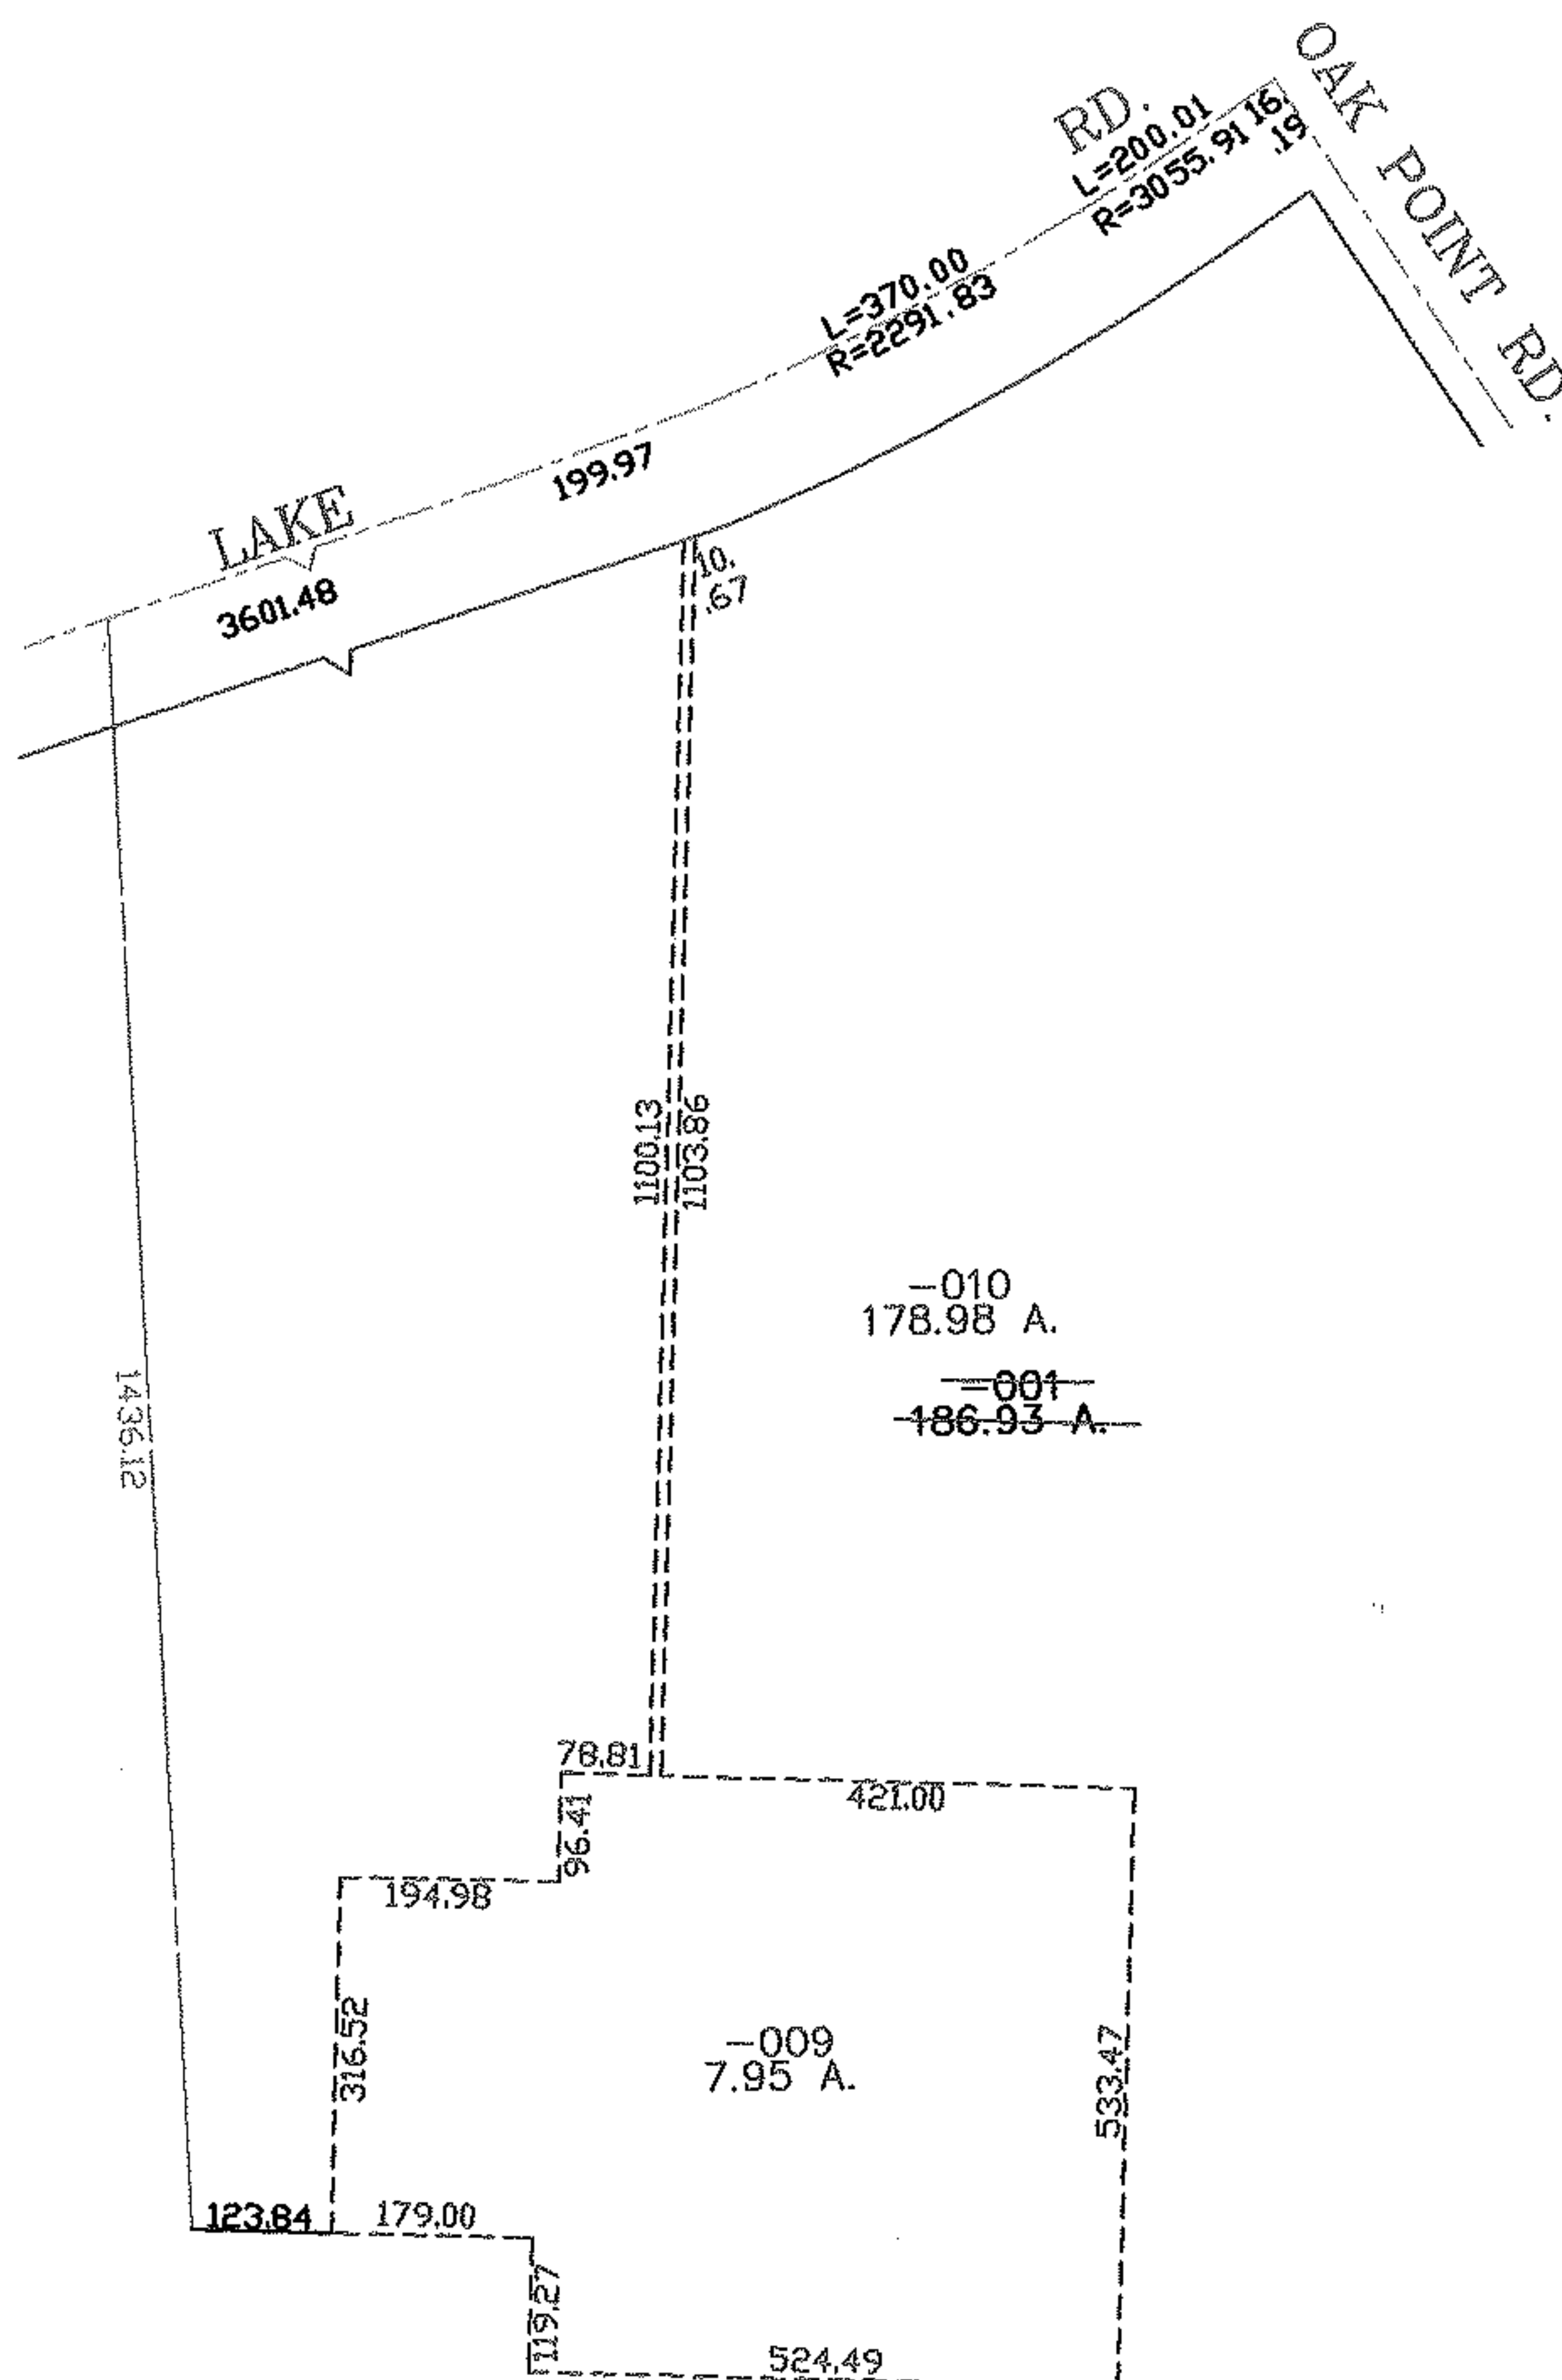 OAK POINT RD.
RD.
L=200.01
R=3055.91
16.
.19
L=370.00
R=2291.83
199.97
LAKE
3601.48
10.
.67
1100.13
1103.86
-010
178.98 A.
-001
186.93 A.
1436.12
78.81
421.00
96.41
194.98
316.52
-009
7.95 A.
533.47
123.84
179.00
119.27
524.49